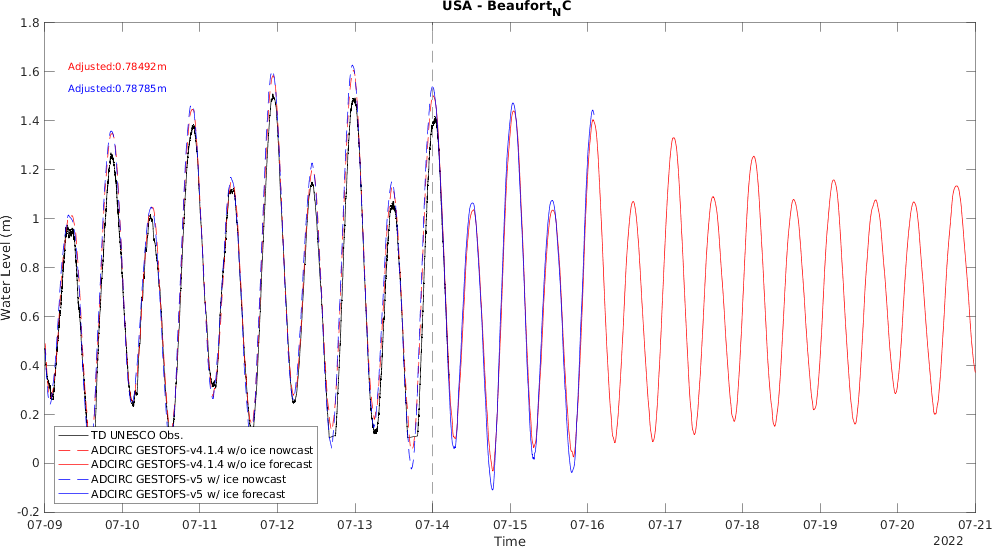 USA - Beaufort_NC
1.8
1.6
1.4
1.2
1
0.8
0.6
0.4
0.2
0
-0.2
Water Level (m)
Adjusted:0.78492m
Adjusted:0.78785m
TD UNESCO Obs.
ADCIRC GESTOFS-v4.1.4 w/o ice nowcast
ADCIRC GESTOFS-v4.1.4 w/o ice forecast
ADCIRC GESTOFS-v5 w/ ice nowcast
ADCIRC GESTOFS-v5 w/ ice forecast
07-09 07-10 07-11 07-12 07-13 07-14 07-15 07-16 07-17 07-18 07-19 07-20 07-21
Time
2022